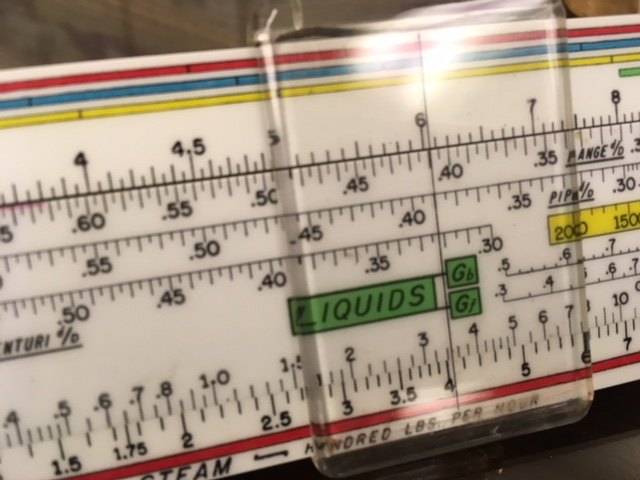 4 4.5 5 6 7 8
.60 .55 .50 .45 .40 .35 RANGE d/D
PIPE d/D
.55 .50 .45 .40 .35 .30
2000 1500
.50 .45 .40 .35 .30
LIQUIDS Gb
Gf
.5 .6 .7
.3 .4 .6 .7
ENTURI d/D
.4 .5 .6 .7 .8 1.0 1.5 2 3 4 5 6 7 10
1.5 1.75 2 2.5 3 3.5 4 5 6 7
STEAM — HUNDRED LBS. PER HOUR